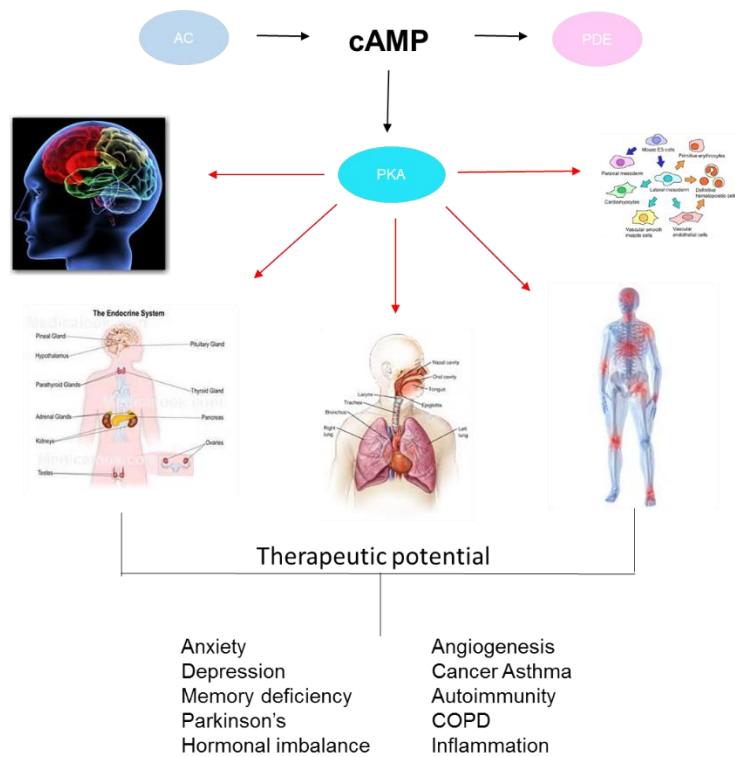 AC
cAMP
PDE
PKA
Mouse ES cells
Primitive erythrocytes
Paraxial mesoderm
Lateral mesoderm
Cardiomyocytes
Definitive
hematopoietic cells
Vascular smooth
muscle cells
Vascular
endothelial cells
The Endocrine System
Pineal Gland
Pituitary Gland
Hypothalamus
Parathyroid Glands
Thyroid Gland
Adrenal Glands
Pancreas
Kidneys
Ovaries
Testes
Nasal cavity
Oral cavity
Tongue
Larynx
Epiglottis
Trachea
Bronchus
Right
lung
Left
lung
Therapeutic potential
Anxiety
Depression
Memory deficiency
Parkinson's
Hormonal imbalance
Angiogenesis
Cancer Asthma
Autoimmunity
COPD
Inflammation